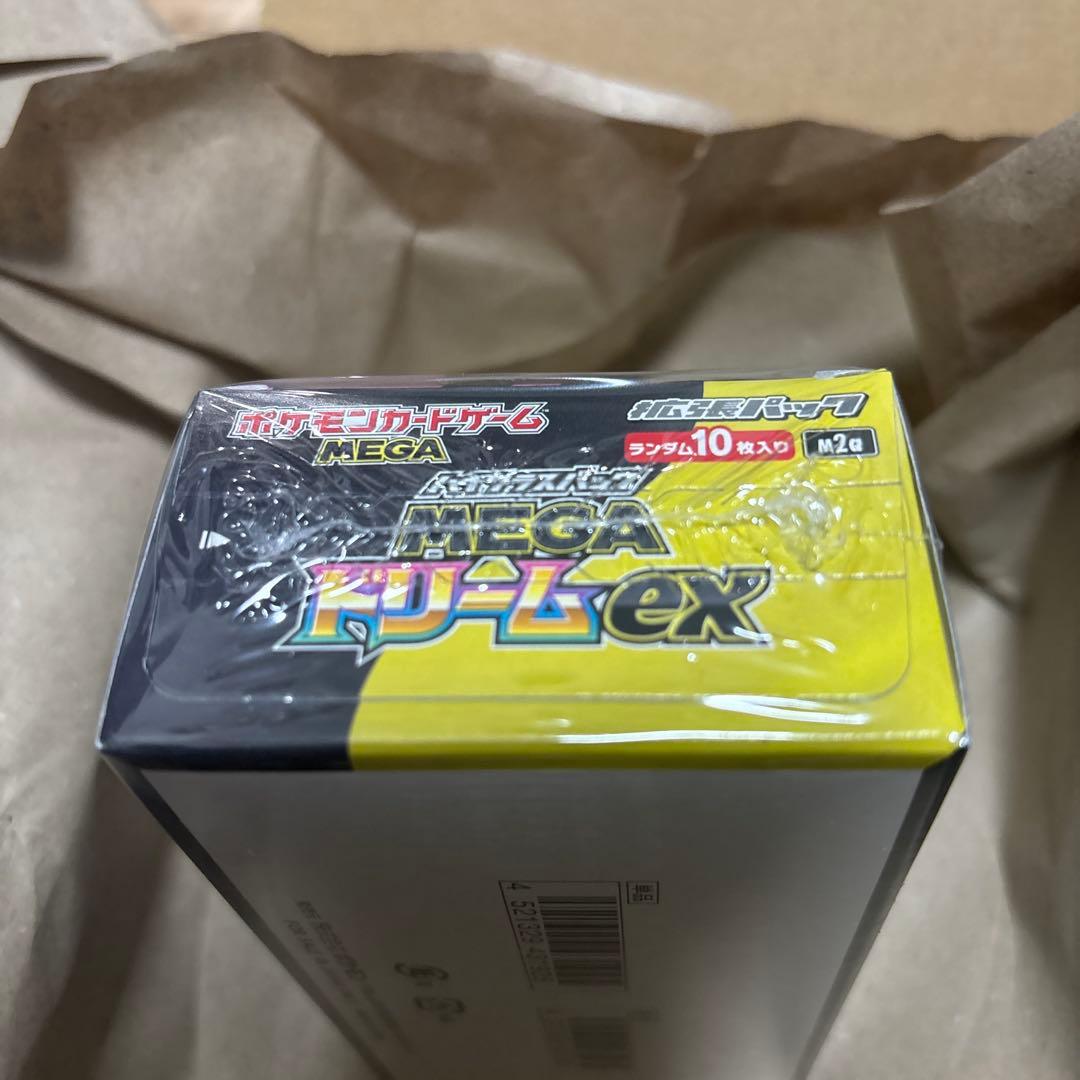 ポケモンカードゲーム
MEGA
拡張パック
ランダム10枚入り
M2a
ハイクラスパック
MEGA
ドリームex
単品